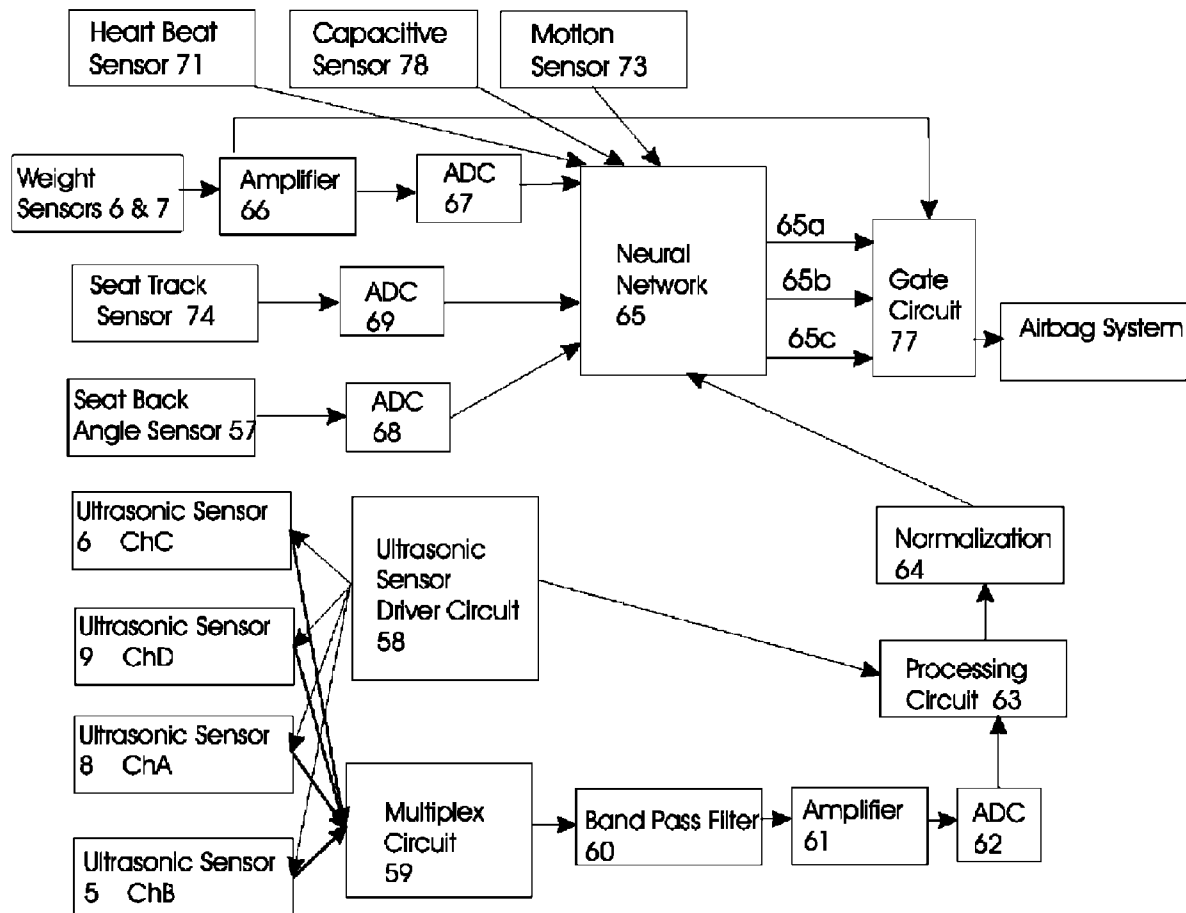 Heart Beat
Sensor 71
Capacitive
Sensor 78
Motion
Sensor 73
Weight
Sensors 6 & 7
Amplifier
66
ADC
67
Seat Track
Sensor 74
ADC
69
Seat Back
Angle Sensor 57
ADC
68
Neural
Network
65
65a
65b
65c
Gate
Circuit
77
Airbag System
Ultrasonic Sensor
6 ChC
Ultrasonic Sensor
9 ChD
Ultrasonic Sensor
8 ChA
Ultrasonic Sensor
5 ChB
Ultrasonic
Sensor
Driver Circuit
58
Normalization
64
Processing
Circuit 63
Multiplex
Circuit
59
Band Pass Filter
60
Amplifier
61
ADC
62